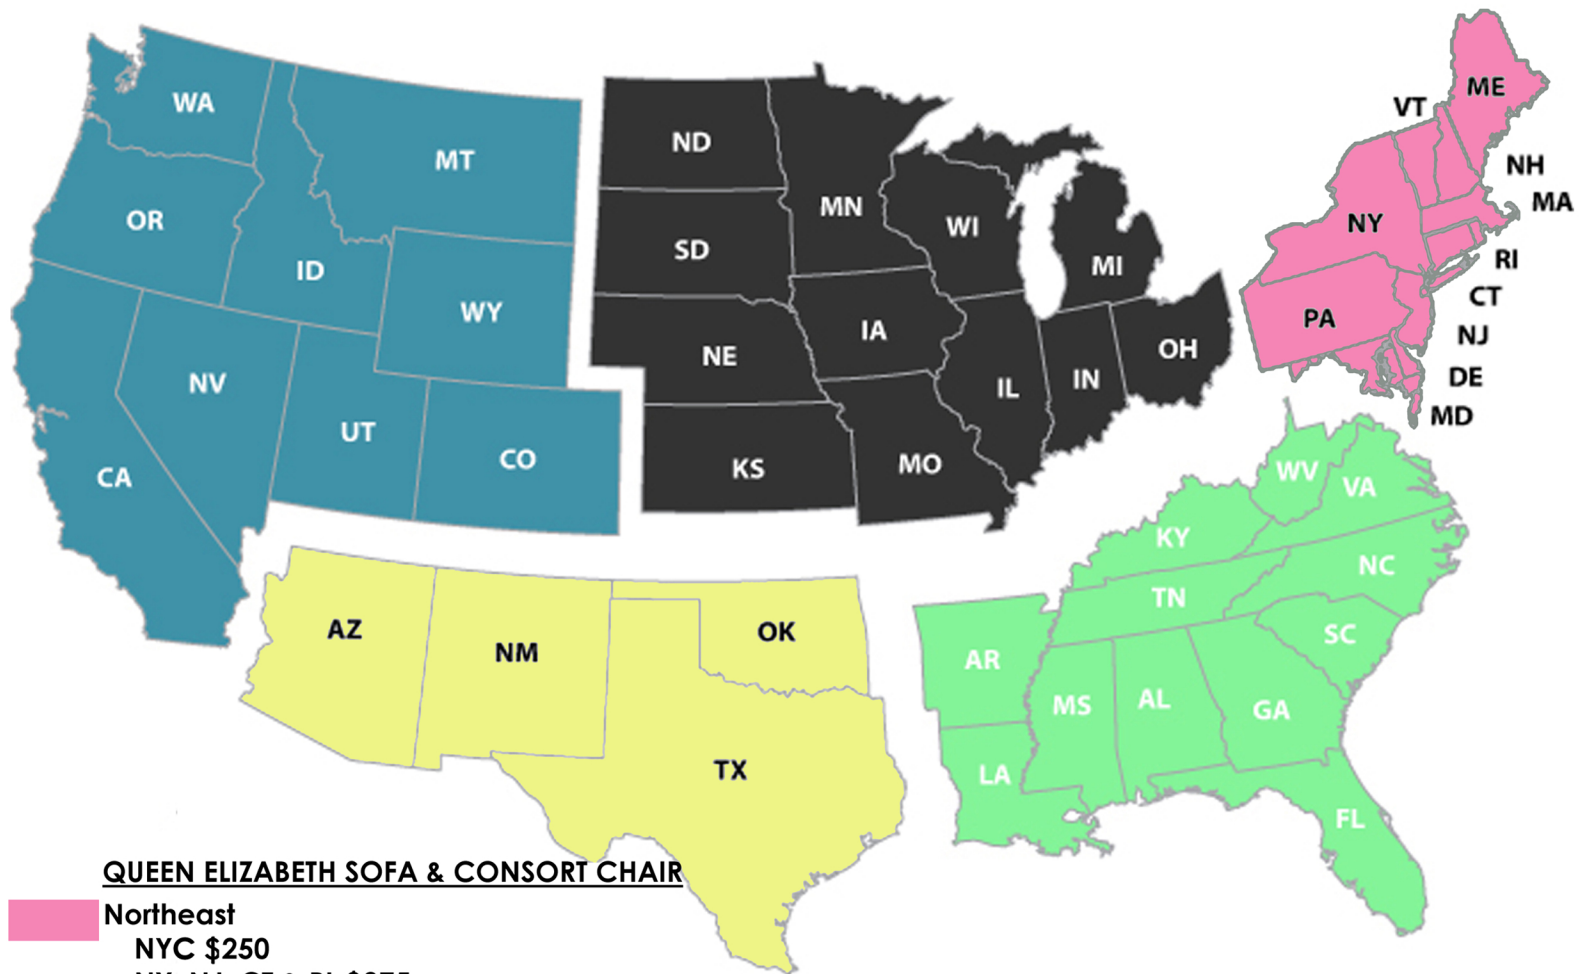 WA
MT
OR
ID
WY
NV
UT
CO
CA
ND
MN
SD
WI
MI
NE
IA
IL
IN
OH
KS
MO
ME
VT
NH
MA
NY
RI
CT
PA
NJ
DE
MD
WV
VA
KY
NC
TN
SC
AR
MS
AL
GA
LA
FL
AZ
NM
OK
TX
QUEEN ELIZABETH SOFA & CONSORT CHAIR
Northeast
NYC $250